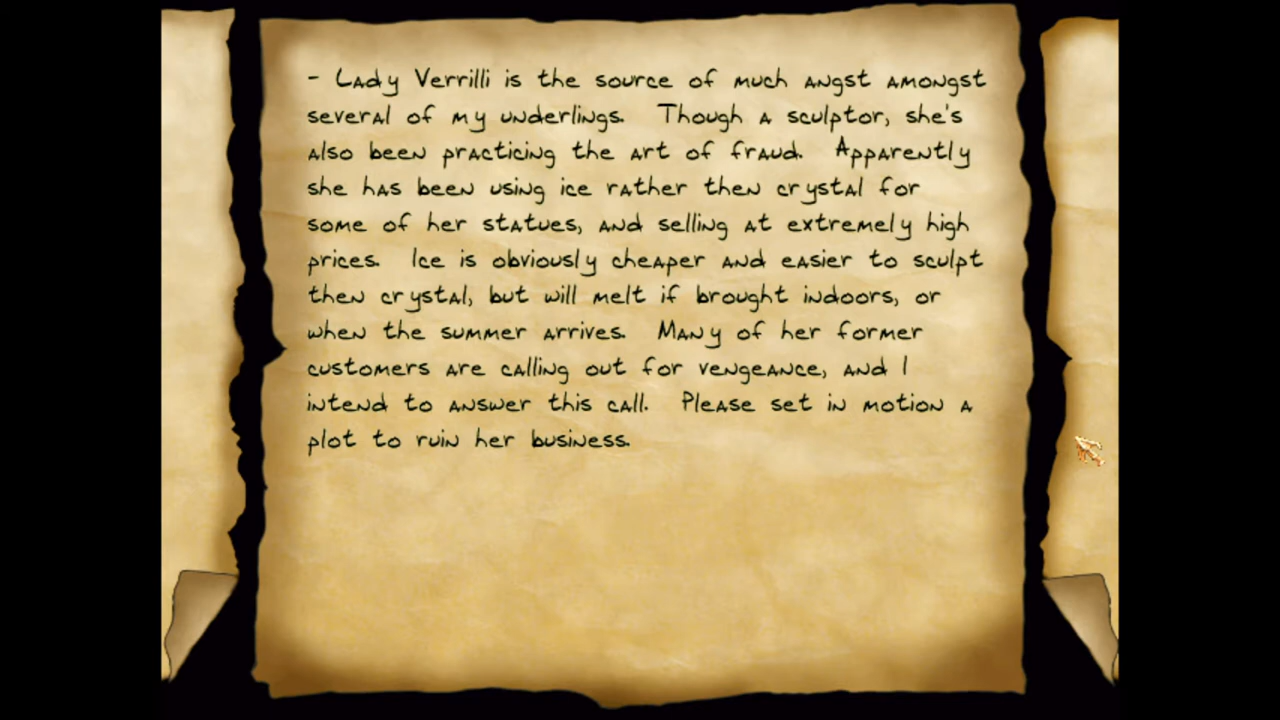 - Lady Verrilli is the source of much angst amongst
several of my underlings.  Though a sculptor, she's
also been practicing the art of fraud.  Apparently
she has been using ice rather then crystal for
some of her statues, and selling at extremely high
prices.  Ice is obviously cheaper and easier to sculpt
then crystal, but will melt if brought indoors, or
when the summer arrives.  Many of her former
customers are calling out for vengeance, and I
intend to answer this call.  Please set in motion a
plot to ruin her business.